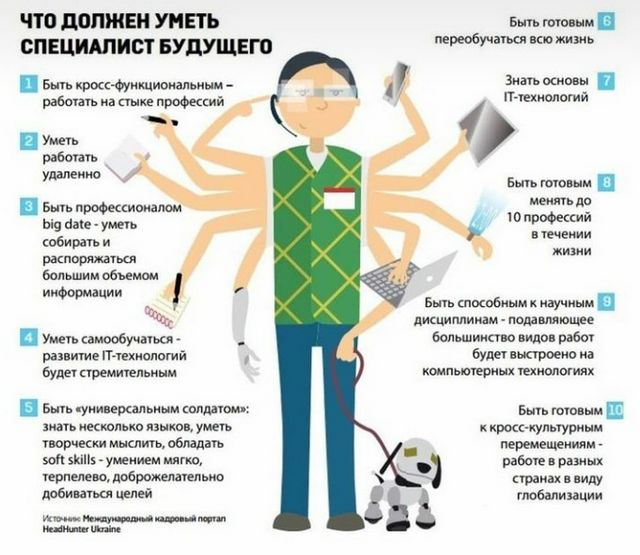 ЧТО ДОЛЖЕН УМЕТЬ
СПЕЦИАЛИСТ БУДУЩЕГО
1 Быть кросс-функциональным –
работать на стыке профессий
2 Уметь
работать
удаленно
3 Быть профессионалом
big date - уметь
собирать и
распоряжаться
большим объемом
информации
4 Уметь самообучаться -
развитие IT-технологий
будет стремительным
5 Быть «универсальным солдатом»:
знать несколько языков, уметь
творчески мыслить, обладать
soft skills - умением мягко,
терпелево, доброжелательно
добиваться целей
Источник: Международный кадровый портал
HeadHunter Ukraine
Быть готовым 6
переобучаться всю жизнь
Знать основы 7
IT-технологий
Быть готовым 8
менять до
10 профессий
в течении
жизни
Быть способным к научным 9
дисциплинам - подавляющее
большинство видов работ
будет выстроено на
компьютерных технологиях
Быть готовым 10
к кросс-культурным
перемещениям -
работе в разных
странах в виду
глобализации